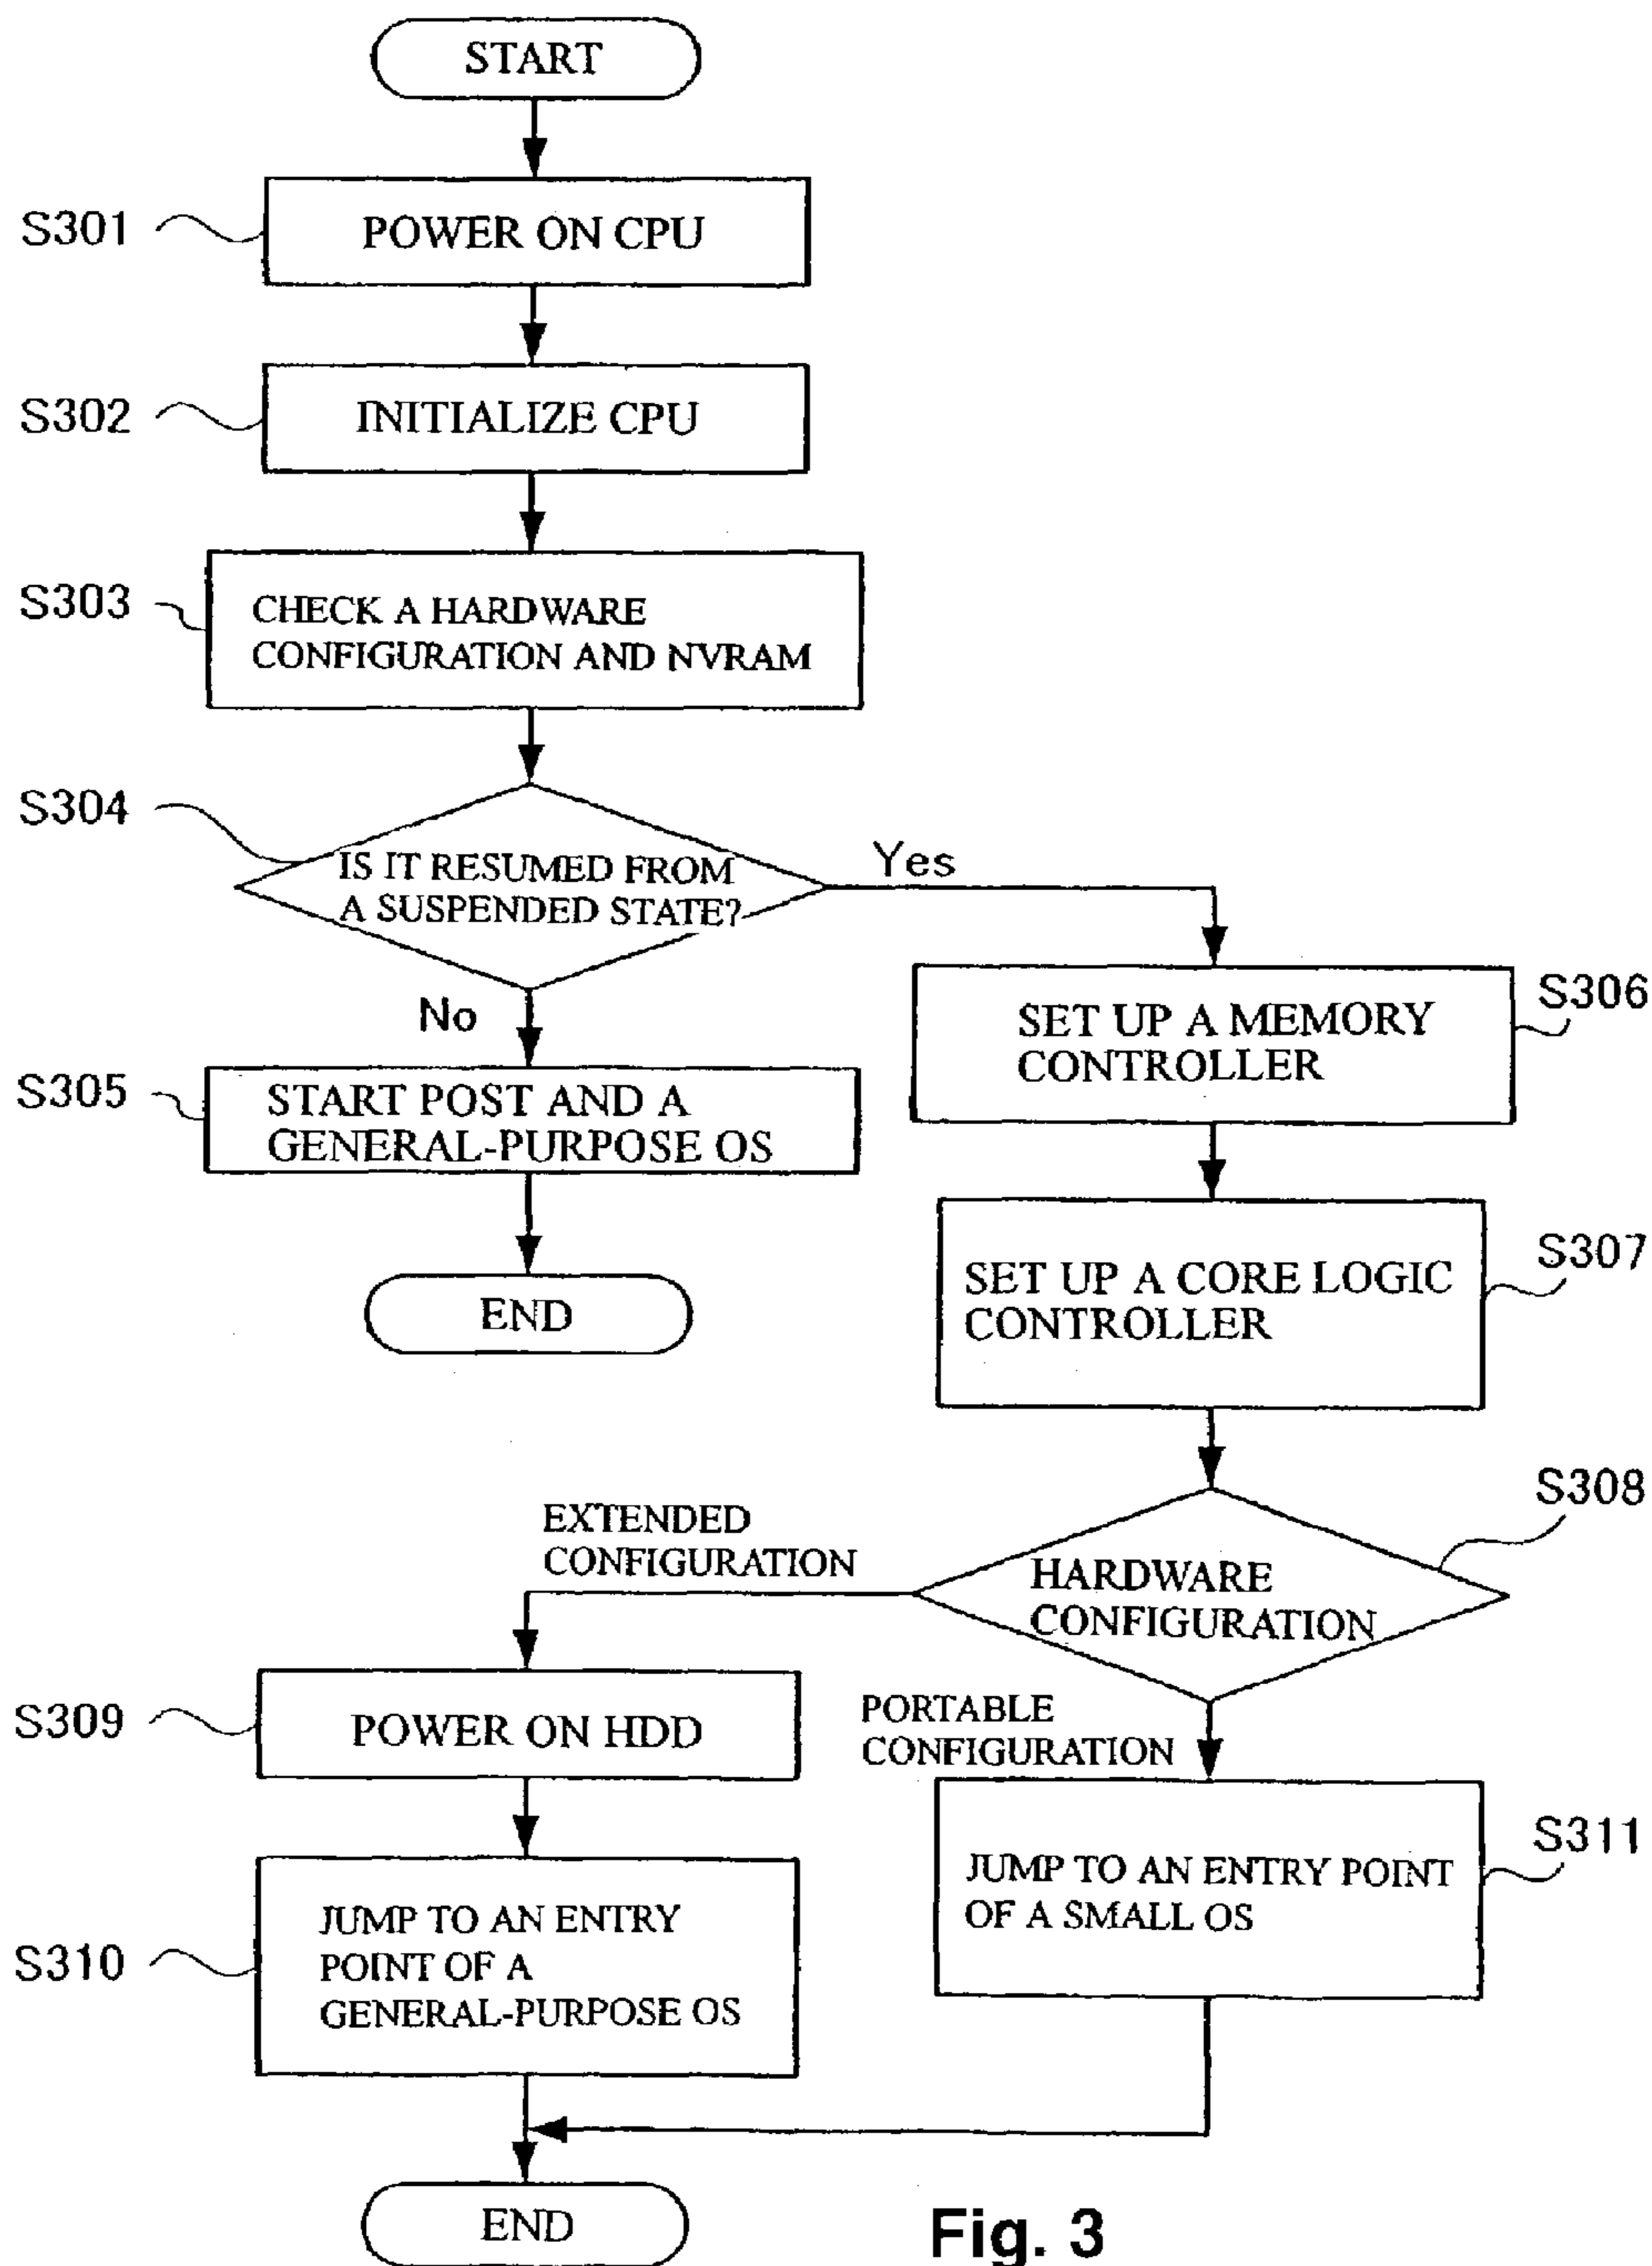 START
S301
POWER ON CPU
S302
INITIALIZE CPU
S303
CHECK A HARDWARE
CONFIGURATION AND NVRAM
S304
IS IT RESUMED FROM
A SUSPENDED STATE?
Yes
No
S305
START POST AND A
GENERAL-PURPOSE OS
END
S306
SET UP A MEMORY
CONTROLLER
S307
SET UP A CORE LOGIC
CONTROLLER
S308
HARDWARE
CONFIGURATION
EXTENDED
CONFIGURATION
PORTABLE
CONFIGURATION
S309
POWER ON HDD
S310
JUMP TO AN ENTRY
POINT OF A
GENERAL-PURPOSE OS
S311
JUMP TO AN ENTRY POINT
OF A SMALL OS
END
Fig. 3